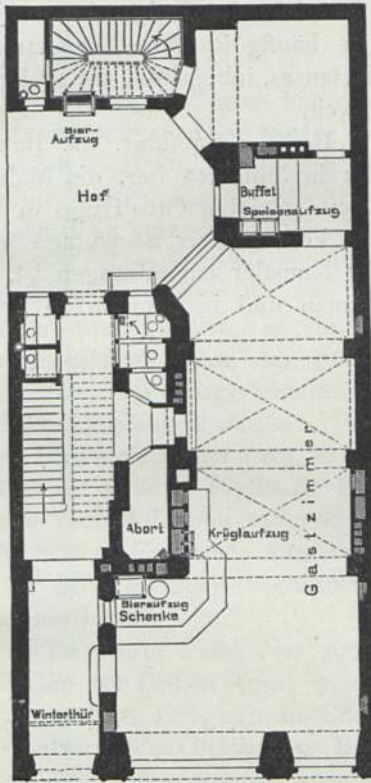 Bier-
Aufzug
Hof
Buffet
Speisenaufzug
Gastzimmer
Abort
Krüglaufzug
Bieraufzug
Schenke
Winterthür